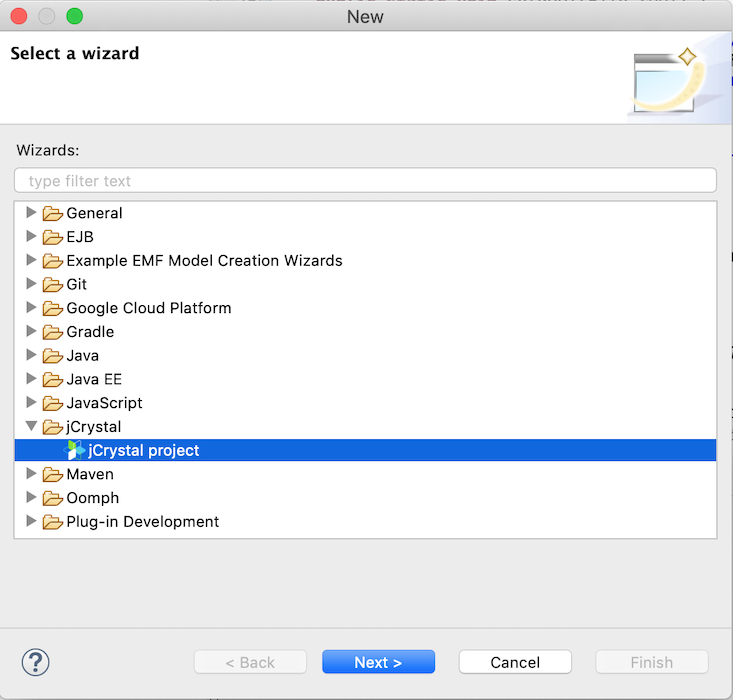 New
Select a wizard
Wizards:
type filter text
General
EJB
Example EMF Model Creation Wizards
Git
Google Cloud Platform
Gradle
Java
Java EE
JavaScript
jCrystal
jCrystal project
Maven
Oomph
Plug-in Development
?
< Back
Next >
Cancel
Finish